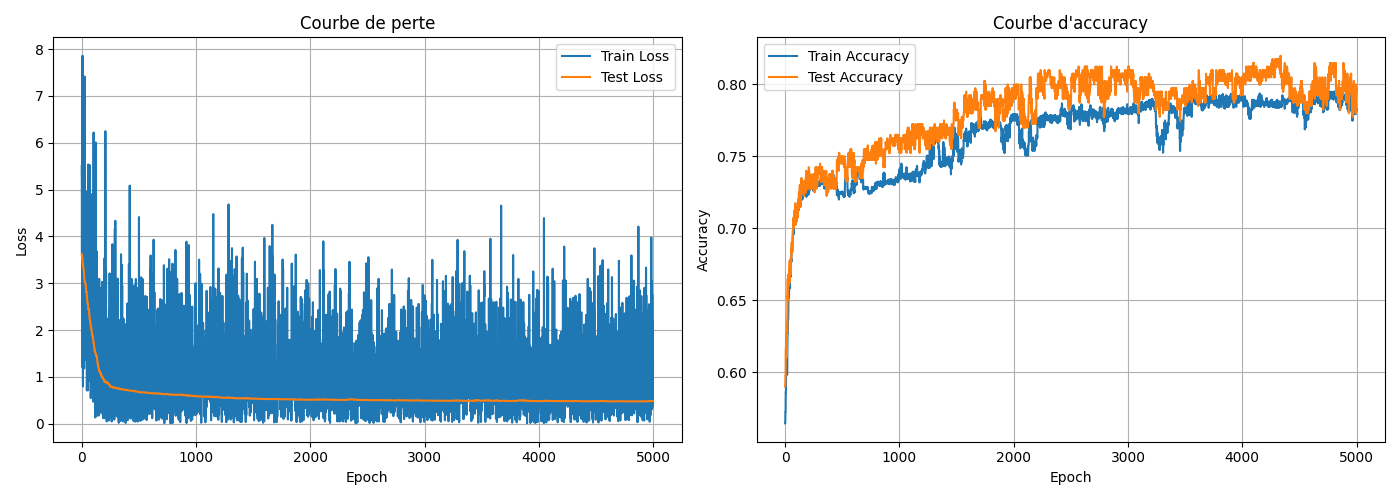 Courbe de perte
Train Loss
Test Loss
8
7
6
5
4
3
2
1
0
Loss
0 1000 2000 3000 4000 5000
Epoch
Courbe d'accuracy
Train Accuracy
Test Accuracy
0.80
0.75
0.70
0.65
0.60
Accuracy
0 1000 2000 3000 4000 5000
Epoch